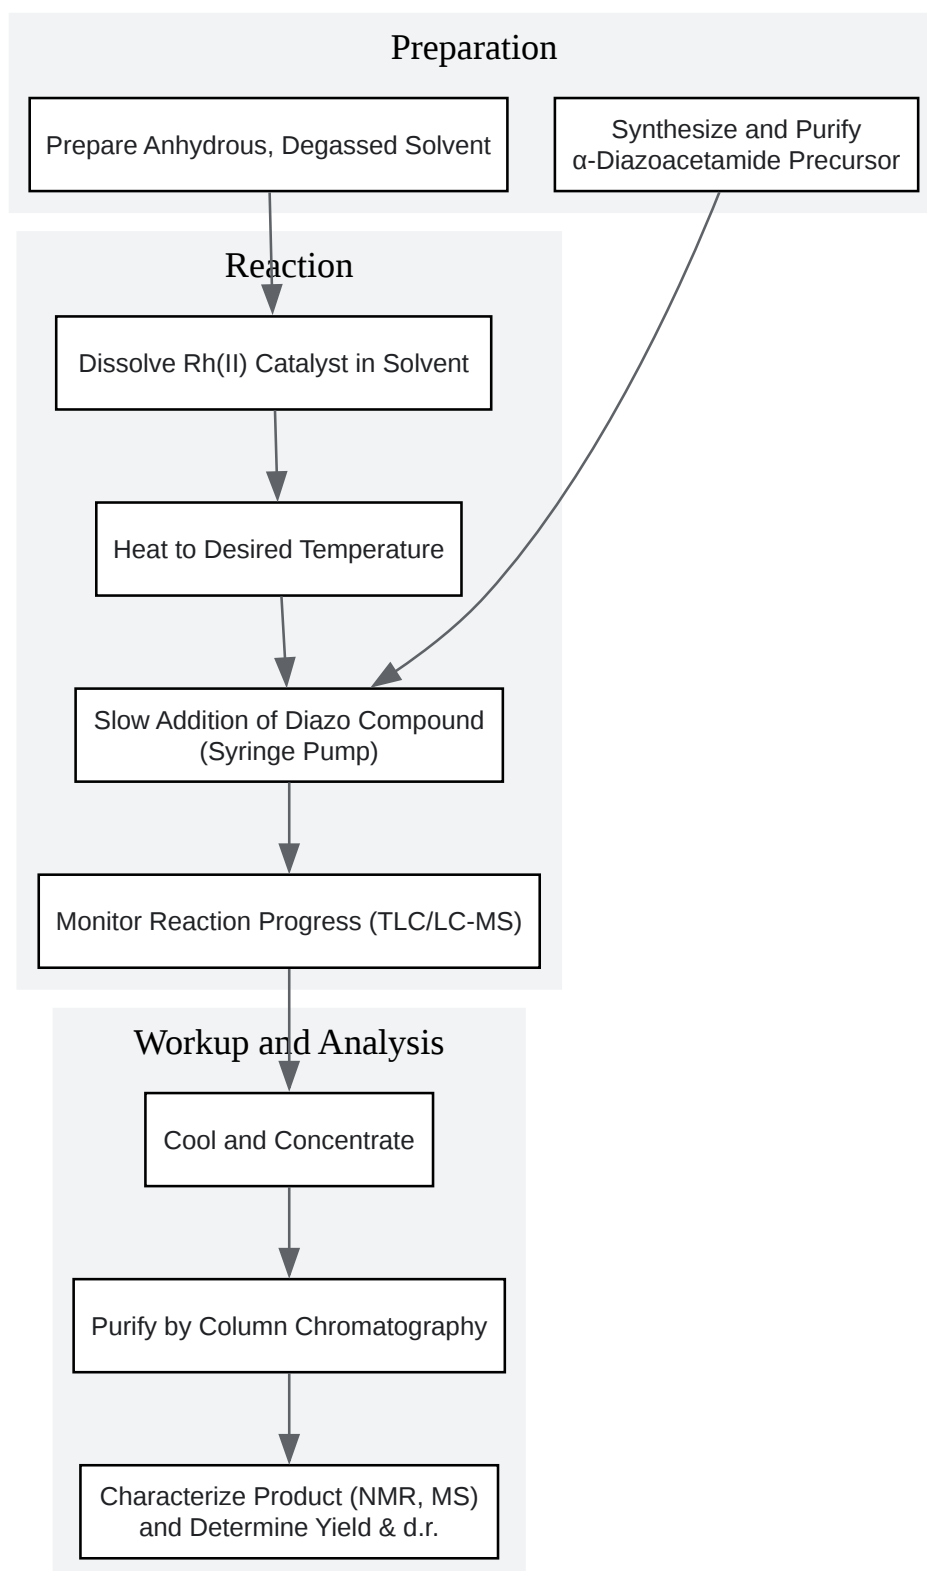 Preparation
Prepare Anhydrous, Degassed Solvent
Synthesize and Purify
α-Diazoacetamide Precursor
Reaction
Dissolve Rh(II) Catalyst in Solvent
Heat to Desired Temperature
Slow Addition of Diazo Compound
(Syringe Pump)
Monitor Reaction Progress (TLC/LC-MS)
Workup and Analysis
Cool and Concentrate
Purify by Column Chromatography
Characterize Product (NMR, MS)
and Determine Yield & d.r.